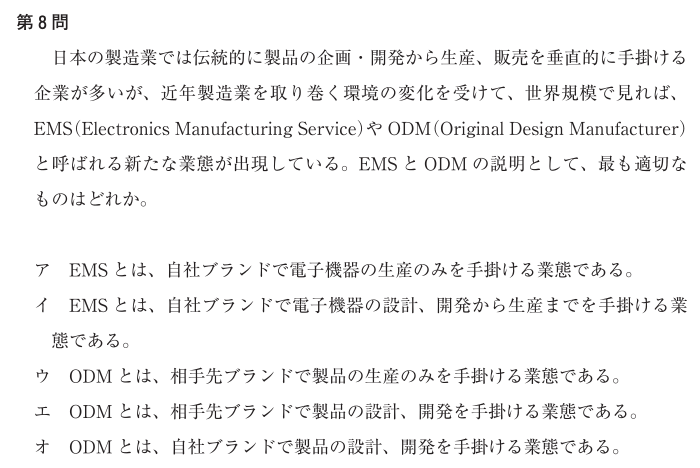 第8問
日本の製造業では伝統的に製品の企画・開発から生産、販売を垂直的に手掛ける
企業が多いが、近年製造業を取り巻く環境の変化を受けて、世界規模で見れば、
EMS(Electronics Manufacturing Service)や ODM(Original Design Manufacturer)
と呼ばれる新たな業態が出現している。EMS と ODM の説明として、最も適切な
ものはどれか。
ア EMS とは、自社ブランドで電子機器の生産のみを手掛ける業態である。
イ EMS とは、自社ブランドで電子機器の設計、開発から生産までを手掛ける業
態である。
ウ ODM とは、相手先ブランドで製品の生産のみを手掛ける業態である。
エ ODM とは、相手先ブランドで製品の設計、開発を手掛ける業態である。
オ ODM とは、自社ブランドで製品の設計、開発を手掛ける業態である。